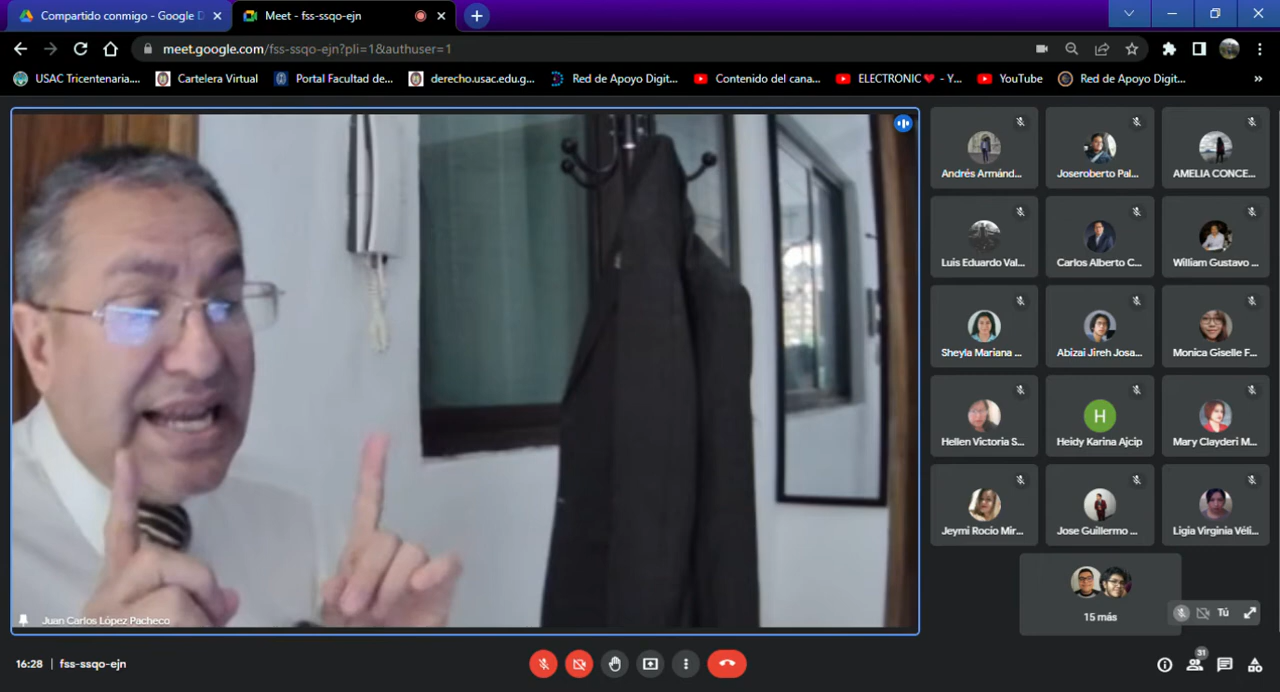 Compartido conmigo - Google D
Meet - fss-ssqo-ejn
meet.google.com/fss-ssqo-ejn?pli=1&authuser=1
USAC Tricentenaria....
Cartelera Virtual
Portal Facultad de...
derecho.usac.edu.g...
Red de Apoyo Digit...
Contenido del cana...
ELECTRONIC❤ - Y...
YouTube
Red de Apoyo Digit...
»
Andrés Armánd...
Joseroberto Pal...
AMELIA CONCE...
Luis Eduardo Val...
Carlos Alberto C...
William Gustavo ...
Sheyla Mariana ...
Abizai Jireh Josa...
Monica Giselle F...
Hellen Victoria S...
H
Heidy Karina Ajcip
Mary Clayderi M...
Jeymi Rocío Mir...
Jose Guillermo ...
Ligia Virginia Véli...
15 más
Tú
Juan Carlos López Pacheco
16:28 | fss-ssqo-ejn
31